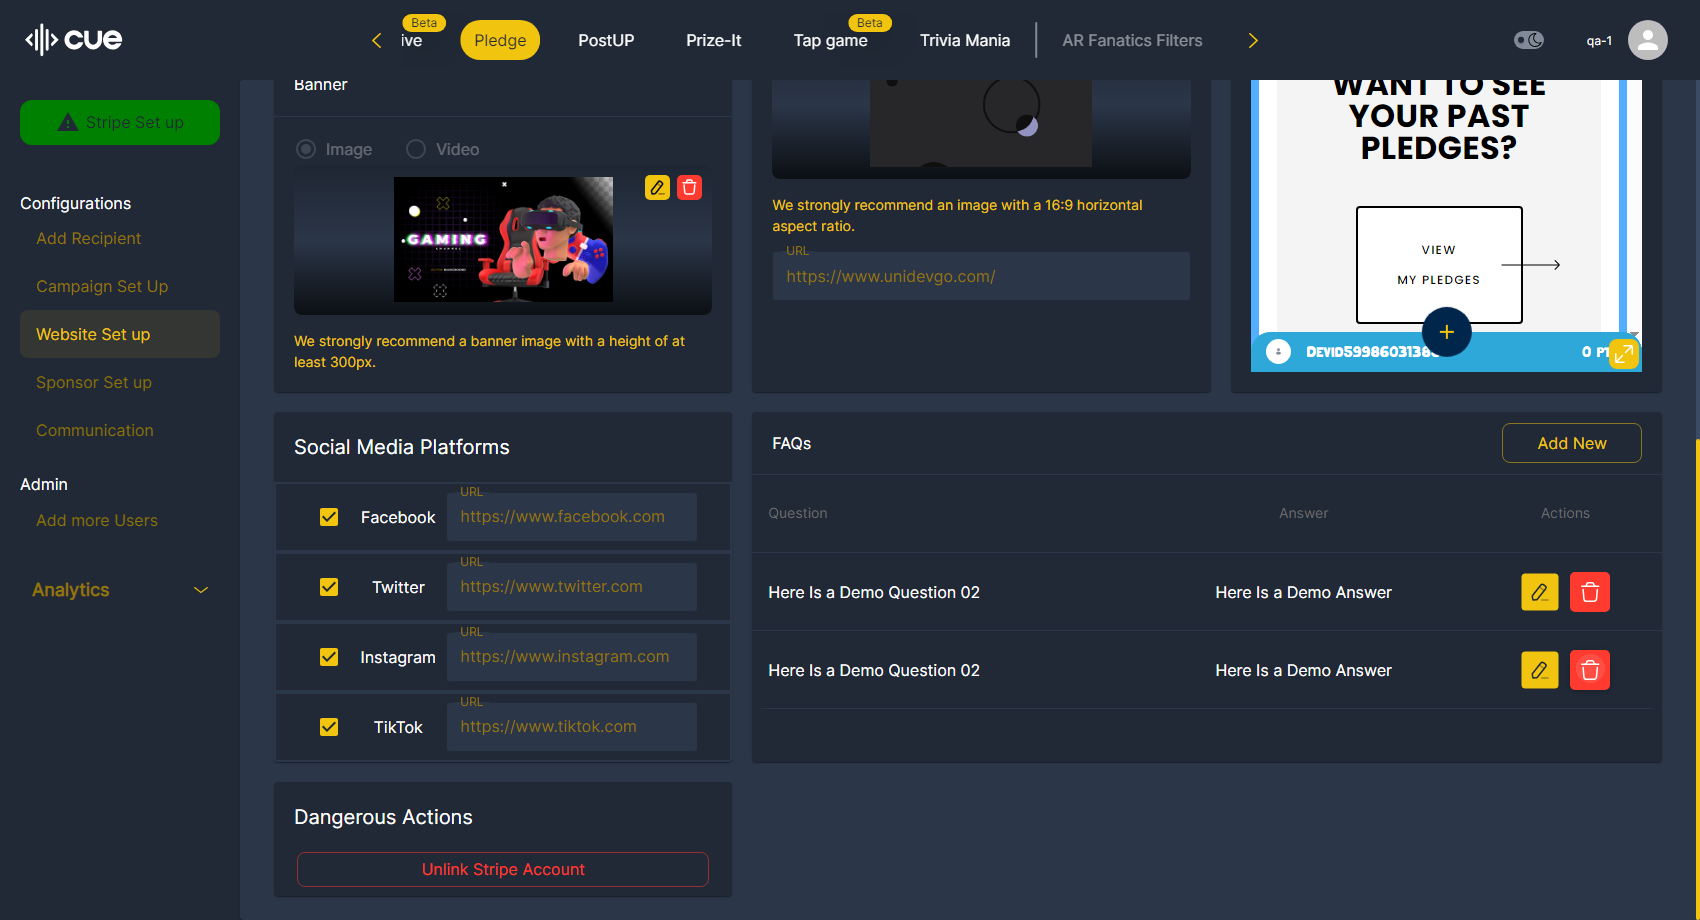 cue
Beta
ive
Pledge
PostUP
Prize-It
Tap game
Beta
Trivia Mania
AR Fanatics Filters
qa-1
Stripe Set up
Configurations
Add Recipient
Campaign Set Up
Website Set up
Sponsor Set up
Communication
Admin
Add more Users
Analytics
Banner
Image
Video
GAMING
We strongly recommend a banner image with a height of at
least 300px.
We strongly recommend an image with a 16:9 horizontal
aspect ratio.
URL
https://www.unidevgo.com/
WANT TO SEE
YOUR PAST
PLEDGES?
VIEW
MY PLEDGES
0 PT
Social Media Platforms
Facebook
URL
https://www.facebook.com
Twitter
URL
https://www.twitter.com
Instagram
URL
https://www.instagram.com
TikTok
URL
https://www.tiktok.com
FAQs
Add New
Question
Answer
Actions
Here Is a Demo Question 02
Here Is a Demo Answer
Here Is a Demo Question 02
Here Is a Demo Answer
Dangerous Actions
Unlink Stripe Account